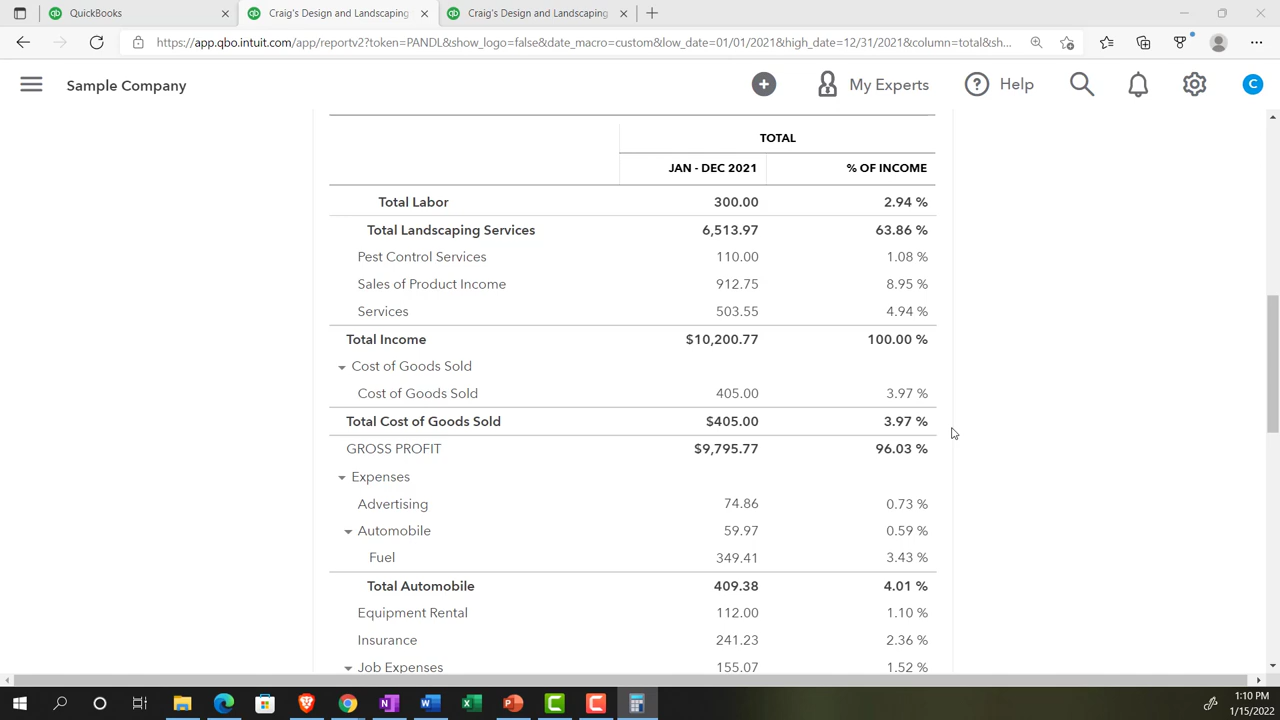 QuickBooks
Craig's Design and Landscaping
Craig's Design and Landscaping
https://app.qbo.intuit.com/app/reportv2?token=PANDL&show_logo=false&date_macro=custom&low_date=01/01/2021&high_date=12/31/2021&column=total&sh...
Sample Company
My Experts
Help
C
TOTAL
JAN - DEC 2021 % OF INCOME
Total Labor 300.00 2.94 %
Total Landscaping Services 6,513.97 63.86 %
Pest Control Services 110.00 1.08 %
Sales of Product Income 912.75 8.95 %
Services 503.55 4.94 %
Total Income $10,200.77 100.00 %
Cost of Goods Sold
Cost of Goods Sold 405.00 3.97 %
Total Cost of Goods Sold $405.00 3.97 %
GROSS PROFIT $9,795.77 96.03 %
Expenses
Advertising 74.86 0.73 %
Automobile 59.97 0.59 %
Fuel 349.41 3.43 %
Total Automobile 409.38 4.01 %
Equipment Rental 112.00 1.10 %
Insurance 241.23 2.36 %
Job Expenses 155.07 1.52 %
1:10 PM
1/15/2022